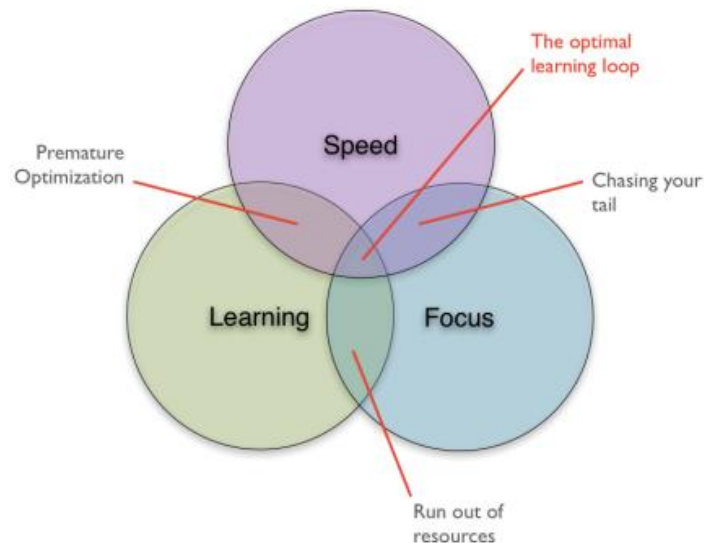 The optimal
learning loop
Speed
Premature
Optimization
Chasing your
tail
Learning
Focus
Run out of
resources